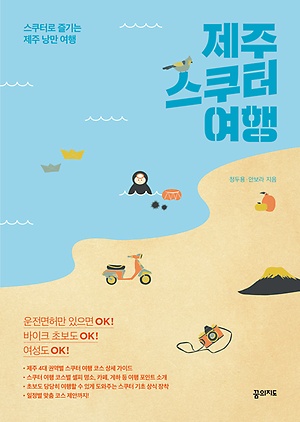 스쿠터로 즐기는
제주 낭만 여행
제주
스쿠터
여행
정두용·안보라 지음
운전면허만 있으면 OK!
바이크 초보도 OK!
여성도 OK!
• 제주 4대 권역별 스쿠터 여행 코스 상세 가이드
• 스쿠터 여행 코스별 셀피 명소, 카페, 게하 등 여행 포인트 소개
• 초보도 당당히 여행할 수 있게 도와주는 스쿠터 기초 상식 장착
• 일정별 맞춤 코스 제안까지!
꿈의지도